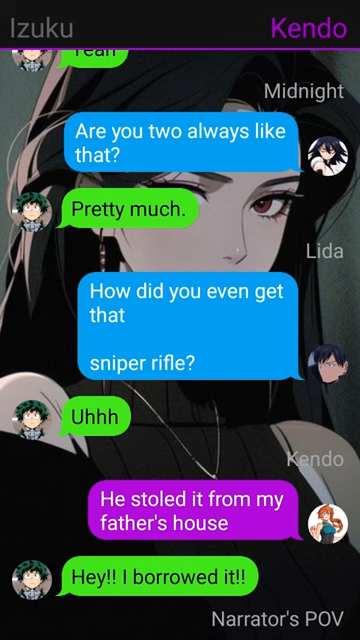 Izuku Kendo
Yeah
Midnight
Are you two always like
that?
Pretty much.
Lida
How did you even get
that
sniper rifle?
Uhhh
Kendo
He stoled it from my
father's house
Hey!! I borrowed it!!
Narrator's POV